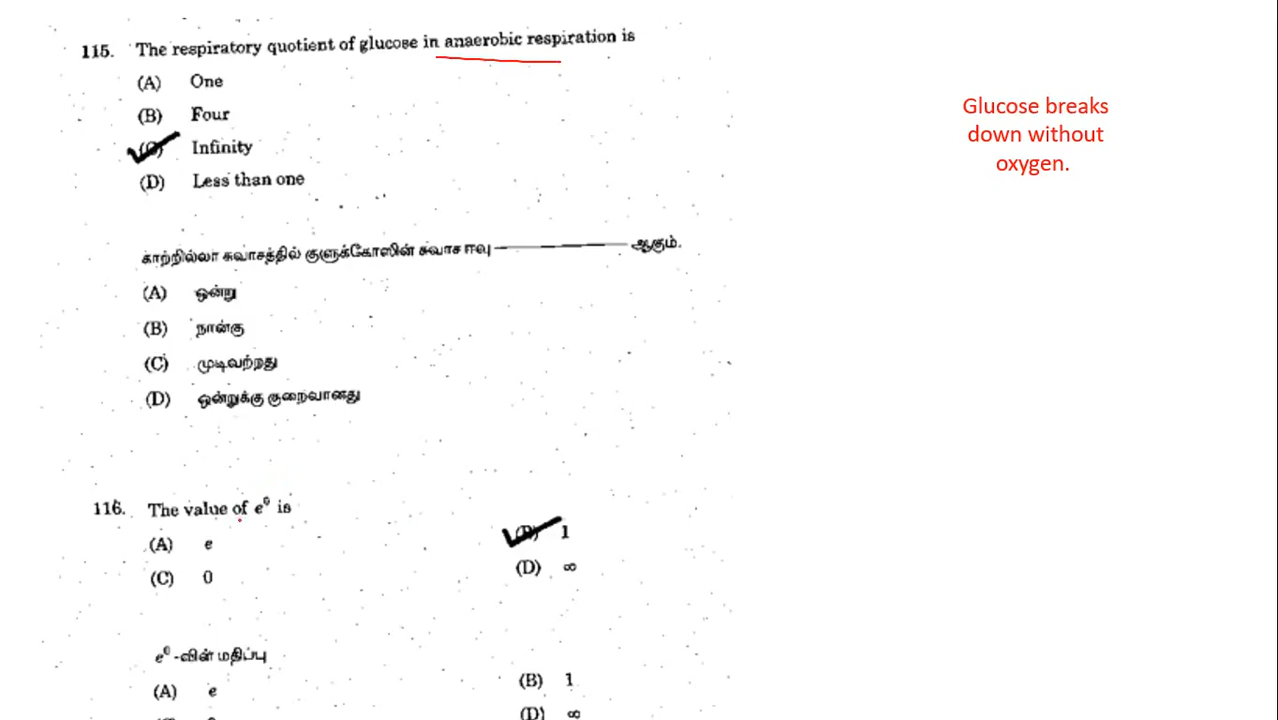 115. The respiratory quotient of glucose in anaerobic respiration is
(A) One
(B) Four
(C) Infinity
(D) Less than one
Glucose breaks
down without
oxygen.
காற்றில்லா சுவாசத்தில் குளுக்கோஸின் சுவாச ஈவு ———— ஆகும்.
(A) ஒன்று
(B) நான்கு
(C) முடிவற்றது
(D) ஒன்றுக்கு குறைவானது
116. The value of e⁰ is
(A) e
(B) 1
(C) 0
(D) ∞
e⁰ -வின் மதிப்பு
(A) e
(B) 1
(D) ∞